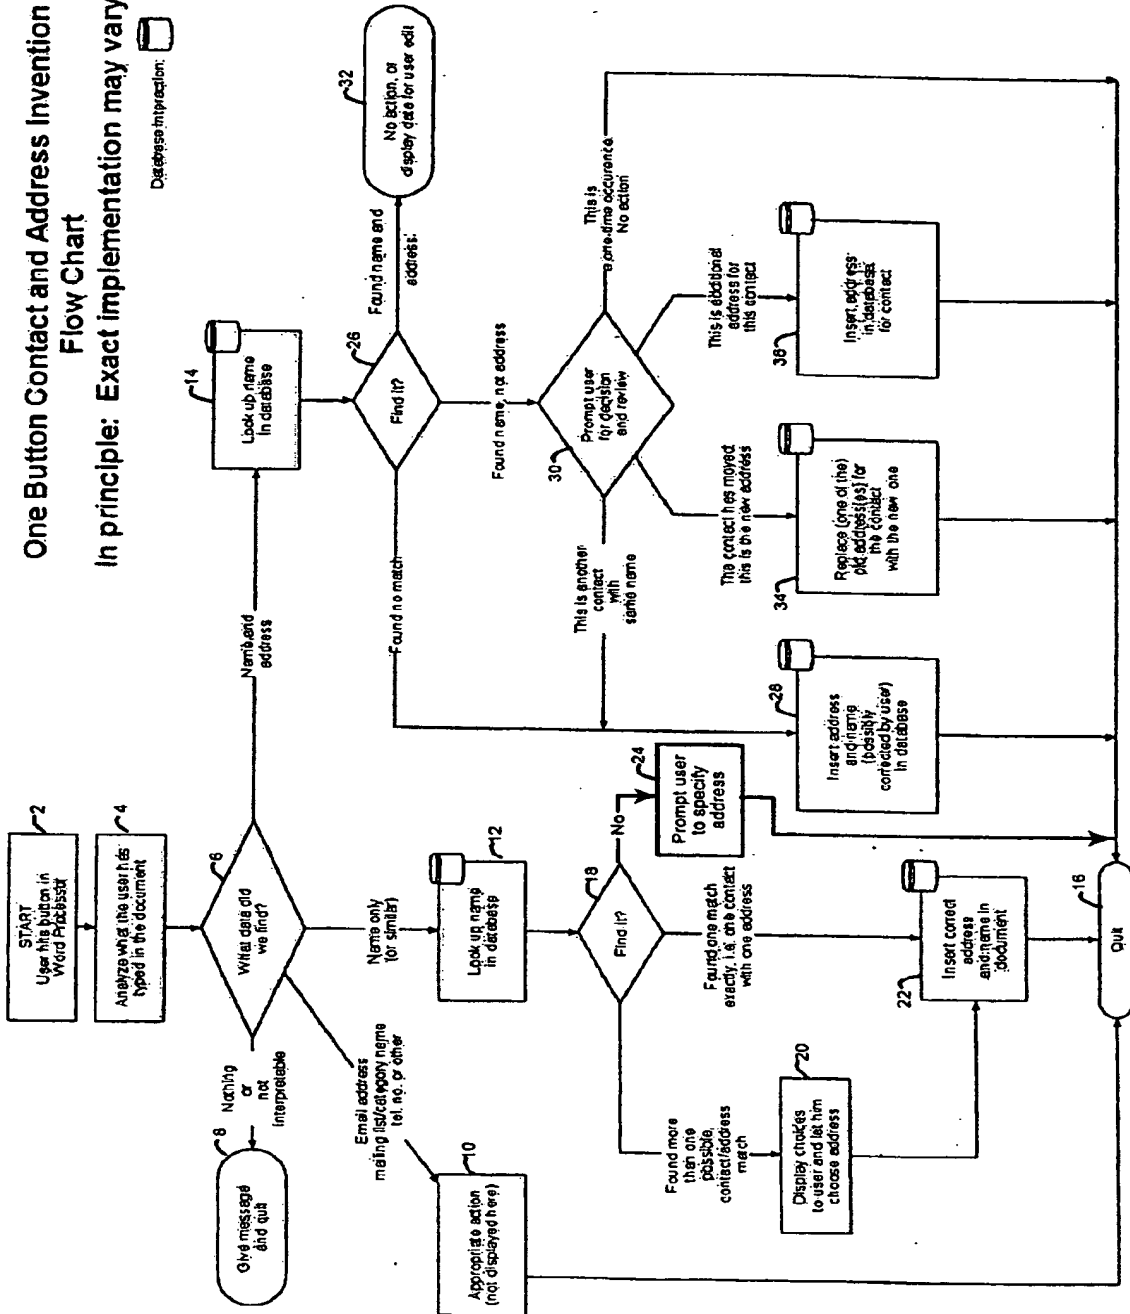 One Button Contact and Address Invention
Flow Chart
In principle: Exact implementation may vary
Database Interaction:
2
START
User hits button in
Word Processor
4
Analyze what the user has
typed in the document
6
What data did
we find?
Nothing
or
not
Interpretable
8
Give message
and quit
Email address
mailing list/category name
tel. no. or other
10
Appropriate action
(not displayed here)
Name only
(or similar)
12
Look up name
in database
Name and
address
14
Look up name
In database
18
Find it?
No
24
Prompt user
to specify
address
Found one match
exactly, i.e. one contact
with one address
Found more
than one
possible,
contact/address
match
20
Display choices
to user and let him
choose address
22
Insert correct
address
and name in
document
16
Quit
26
Find it?
Found name and
address:
32
No action, or
display date for user edit
Found no match
Found name, not address
30
Prompt user
for decision
and review
This is another
contact
with
same name
The contact has moved:
this is the new address
This is additional
address for
this contact
This is
a one-time occurence
No action
28
Insert address
and name
(possibly
corrected by user)
In database
34
Replace (one of the)
old address(es) for
the contact
with the new one
36
Insert address
in database
for contact